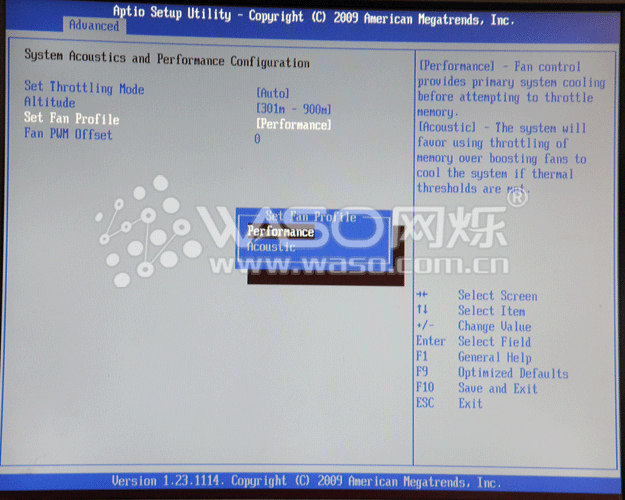 Aptio Setup Utility - Copyright (C) 2009 American Megatrends, Inc.
Advanced
System Acoustics and Performance Configuration
Set Throttling Mode [Auto]
Altitude [301m - 900m]
Set Fan Profile [Performance]
Fan PWM Offset 0
[Performance] - Fan control
provides primary system cooling
before attempting to throttle
memory.
[Acoustic] - The system will
favor using throttling of
memory over boosting fans to
cool the system if thermal
thresholds are met.
Set Fan Profile
Performance
Acoustic
WASO网烁®
www.waso.com.cn
→← Select Screen
↑↓ Select Item
+/- Change Value
Enter Select Field
F1 General Help
F9 Optimized Defaults
F10 Save and Exit
ESC Exit
Version 1.23.1114. Copyright (C) 2009 American Megatrends, Inc.